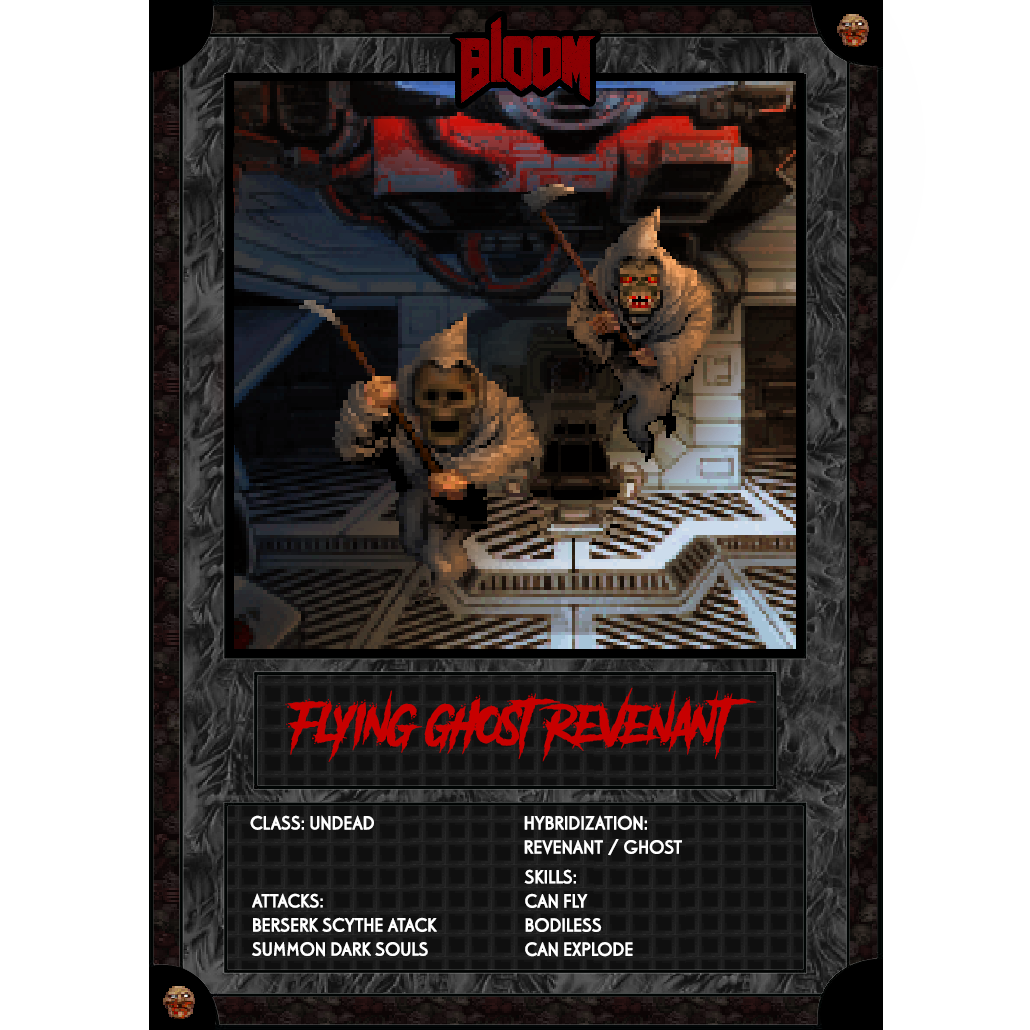 BLOOM
FLYING GHOST REVENANT
CLASS: UNDEAD
ATTACKS:
BERSERK SCYTHE ATACK
SUMMON DARK SOULS
HYBRIDIZATION:
REVENANT / GHOST
SKILLS:
CAN FLY
BODILESS
CAN EXPLODE